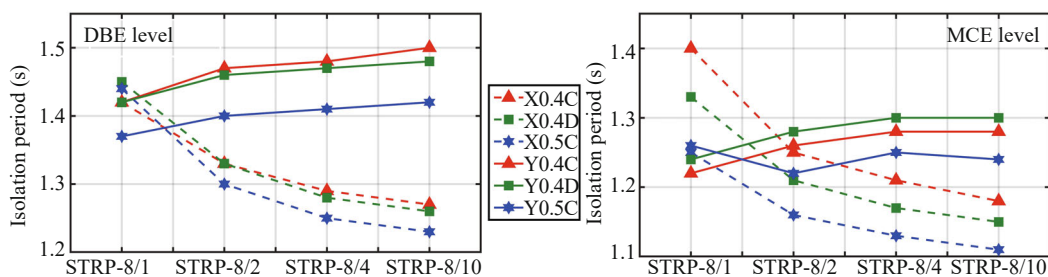 DBE level
Isolation period (s)
1.5
1.4
1.3
1.2
STRP-8/1 STRP-8/2 STRP-8/4 STRP-8/10
X0.4C
X0.4D
X0.5C
Y0.4C
Y0.4D
Y0.5C
MCE level
Isolation period (s)
1.4
1.3
1.2
1.1
STRP-8/1 STRP-8/2 STRP-8/4 STRP-8/10